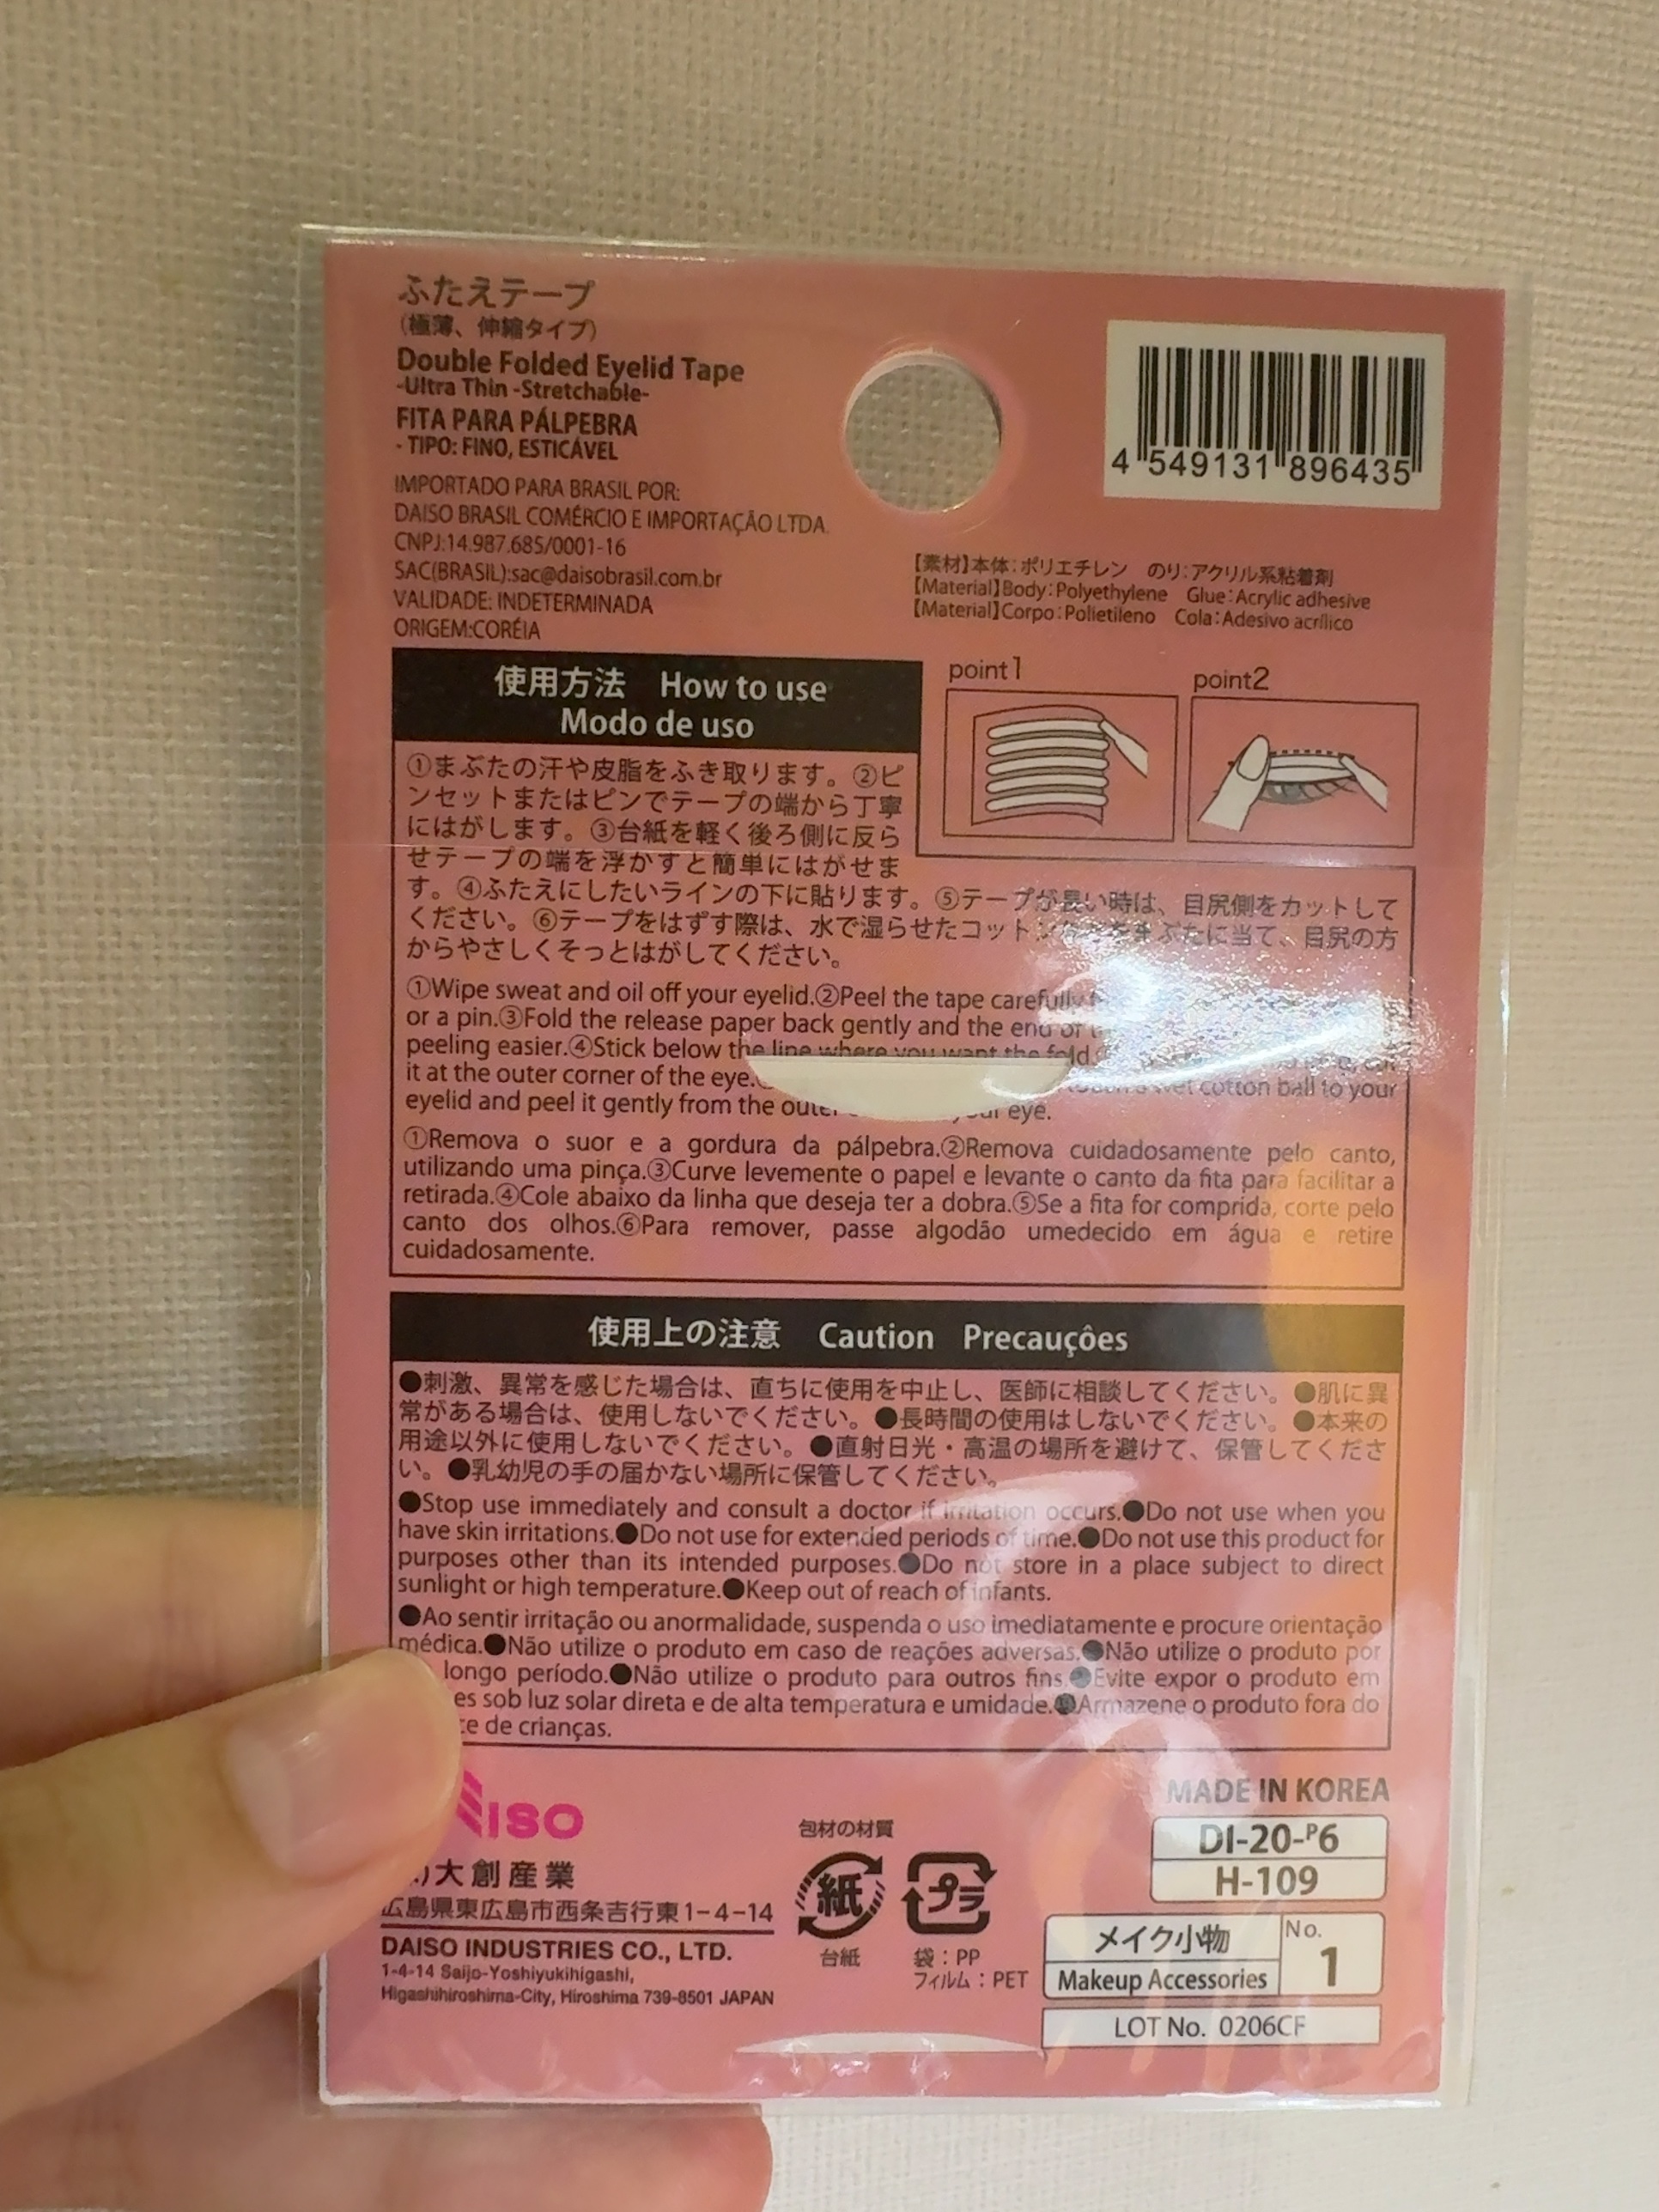 ふたえテープ
(極薄、伸縮タイプ)
Double Folded Eyelid Tape
-Ultra Thin -Stretchable-
FITA PARA PÁLPEBRA
- TIPO: FINO, ESTICÁVEL
IMPORTADO PARA BRASIL POR:
DAISO BRASIL COMÉRCIO E IMPORTAÇÃO LTDA.
CNPJ:14.987.685/0001-16
SAC(BRASIL):sac@daisobrasil.com.br
VALIDADE: INDETERMINADA
ORIGEM:CORÉIA
4 549131 896435
【素材】本体:ポリエチレン のり:アクリル系粘着剤
【Material】Body:Polyethylene Glue:Acrylic adhesive
【Material】Corpo:Polietileno Cola:Adesivo acrílico
使用方法 How to use
Modo de uso
point1
point2
①まぶたの汗や皮脂をふき取ります。②ピ
ンセットまたはピンでテープの端から丁寧
にはがします。③台紙を軽く後ろ側に反ら
せテープの端を浮かすと簡単にはがせま
す。④ふたえにしたいラインの下に貼ります。⑤テープが長い時は、目尻側をカットして
ください。⑥テープをはずす際は、水で湿らせたコットン をまぶたに当て、目尻の方
からやさしくそっとはがしてください。
①Wipe sweat and oil off your eyelid.②Peel the tape carefully
or a pin.③Fold the release paper back gently and the end of
peeling easier.④Stick below the line where you want the fold. cut
it at the outer corner of the eye. touch a wet cotton ball to your
eyelid and peel it gently from the outer your eye.
①Remova o suor e a gordura da pálpebra.②Remova cuidadosamente pelo canto,
utilizando uma pinça.③Curve levemente o papel e levante o canto da fita para facilitar a
retirada.④Cole abaixo da linha que deseja ter a dobra.⑤Se a fita for comprida, corte pelo
canto dos olhos.⑥Para remover, passe algodão umedecido em água e retire
cuidadosamente.
使用上の注意 Caution Precauções
●刺激、異常を感じた場合は、直ちに使用を中止し、医師に相談してください。●肌に異
常がある場合は、使用しないでください。●長時間の使用はしないでください。●本来の
用途以外に使用しないでください。●直射日光・高温の場所を避けて、保管してくださ
い。●乳幼児の手の届かない場所に保管してください。
●Stop use immediately and consult a doctor if irritation occurs.●Do not use when you
have skin irritations.●Do not use for extended periods of time.●Do not use this product for
purposes other than its intended purposes.●Do not store in a place subject to direct
sunlight or high temperature.●Keep out of reach of infants.
●Ao sentir irritação ou anormalidade, suspenda o uso imediatamente e procure orientação
médica.●Não utilize o produto em caso de reações adversas.●Não utilize o produto por
longo período.●Não utilize o produto para outros fins.●Evite expor o produto em
es sob luz solar direta e de alta temperatura e umidade.●Armazene o produto fora do
ce de crianças.
ISO
)大創産業
広島県東広島市西条吉行東1-4-14
DAISO INDUSTRIES CO., LTD.
1-4-14 Saijo-Yoshiyukihigashi,
Higashihiroshima-City, Hiroshima 739-8501 JAPAN
包材の材質
紙
プラ
台紙
袋:PP
フィルム:PET
MADE IN KOREA
DI-20-P6
H-109
メイク小物
Makeup Accessories
No.
1
LOT No. 0206CF